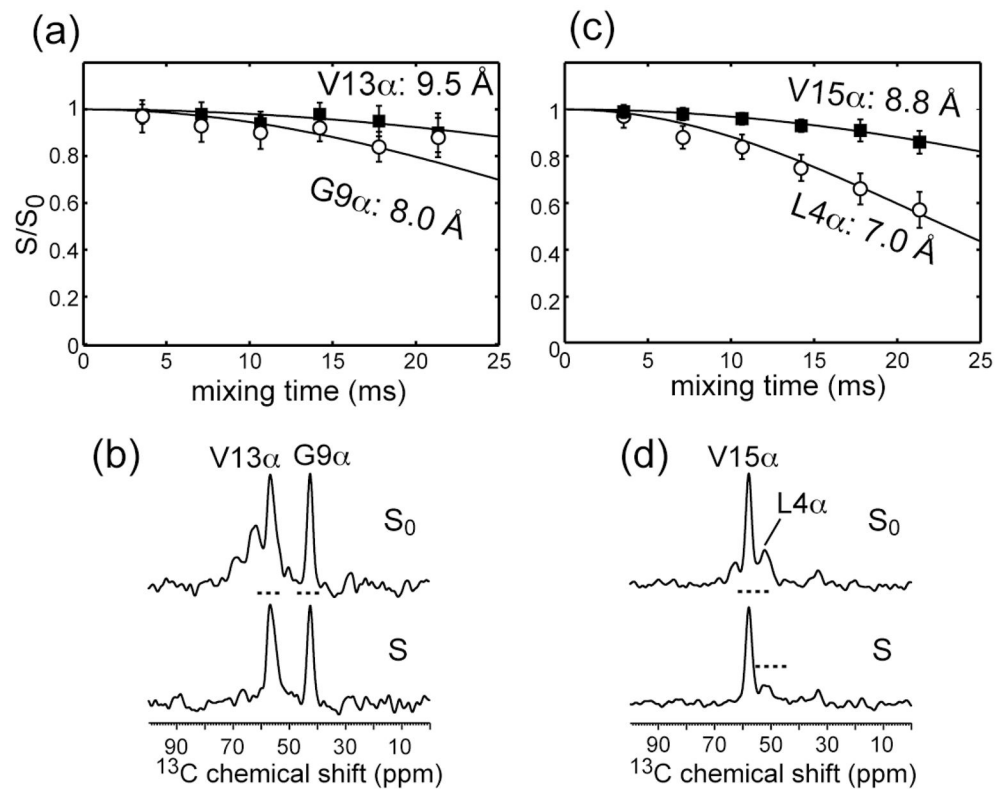 (a)
V13α: 9.5 Å
G9α: 8.0 Å
S/S0
1
0.8
0.6
0.4
0.2
0
0 5 10 15 20 25
mixing time (ms)
(c)
V15α: 8.8 Å
L4α: 7.0 Å
1
0.8
0.6
0.4
0.2
0
0 5 10 15 20 25
mixing time (ms)
(b)
V13α G9α
S0
S
90 70 50 30 10
13C chemical shift (ppm)
(d)
V15α
L4α
S0
S
90 70 50 30 10
13C chemical shift (ppm)